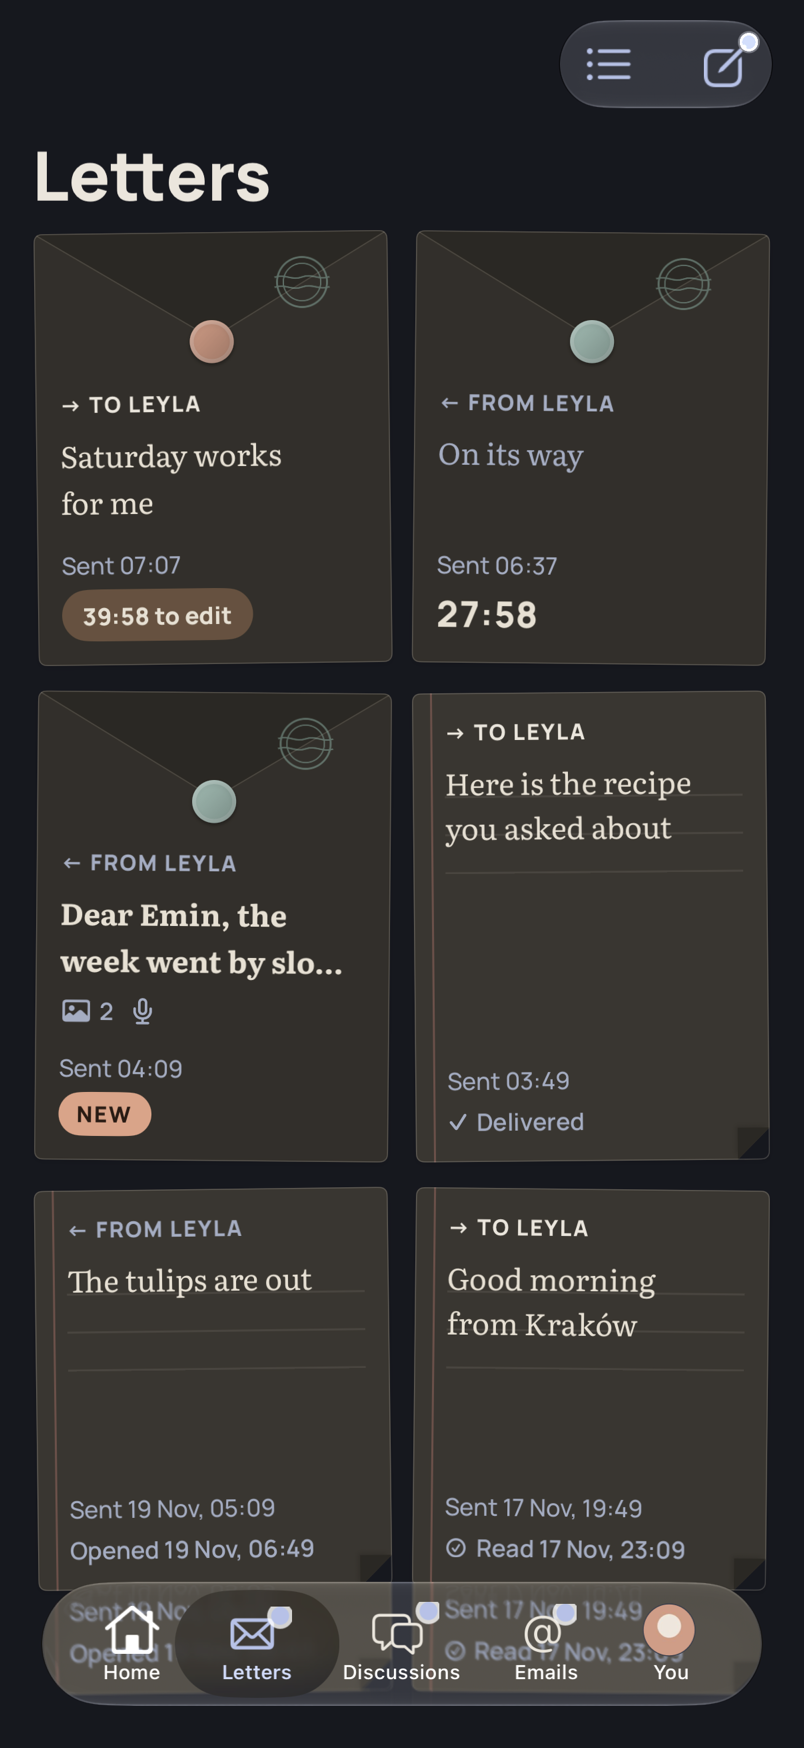 Letters
→ TO LEYLA
Saturday works
for me
Sent 07:07
39:58 to edit
← FROM LEYLA
On its way
Sent 06:37
27:58
← FROM LEYLA
Dear Emin, the
week went by slo...
2
Sent 04:09
NEW
→ TO LEYLA
Here is the recipe
you asked about
Sent 03:49
✓ Delivered
← FROM LEYLA
The tulips are out
Sent 19 Nov, 05:09
Opened 19 Nov, 06:49
→ TO LEYLA
Good morning
from Kraków
Sent 17 Nov, 19:49
Read 17 Nov, 23:09
Home
Letters
Discussions
Emails
You